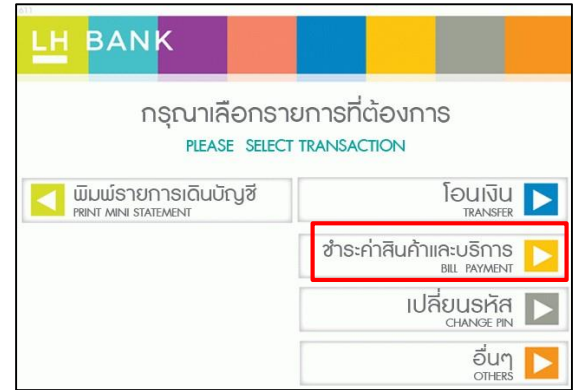 LH BANK
กรุณาเลือกรายการที่ต้องการ
PLEASE SELECT TRANSACTION
พิมพ์รายการเดินบัญชี
PRINT MINI STATEMENT
โอนเงิน
TRANSFER
ชำระค่าสินค้าและบริการ
BILL PAYMENT
เปลี่ยนรหัส
CHANGE PIN
อื่นๆ
OTHERS